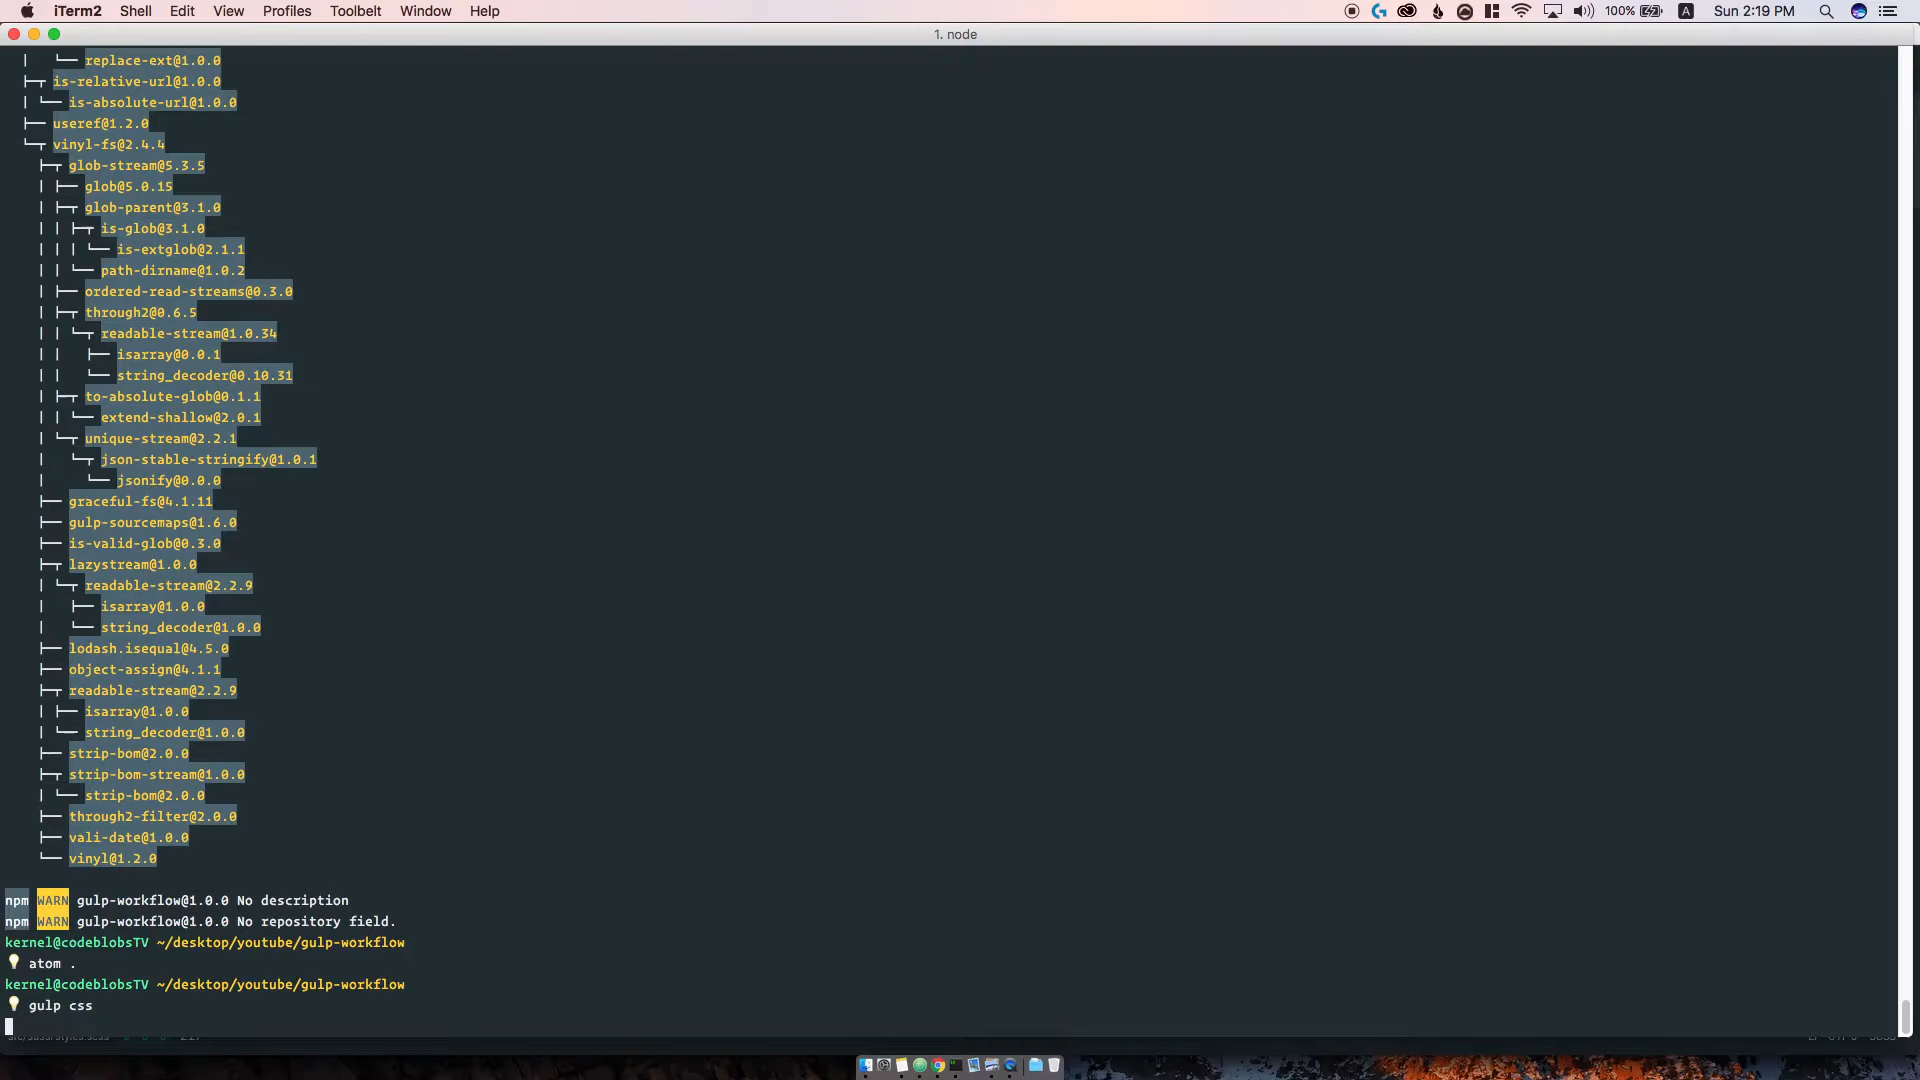 iTerm2 Shell Edit View Profiles Toolbelt Window Help 100% A Sun 2:19 PM
1. node
│ └── replace-ext@1.0.0
├─┬ is-relative-url@1.0.0
│ └── is-absolute-url@1.0.0
├── useref@1.2.0
└─┬ vinyl-fs@2.4.4
├─┬ glob-stream@5.3.5
│ ├── glob@5.0.15
│ ├─┬ glob-parent@3.1.0
│ │ ├─┬ is-glob@3.1.0
│ │ │ └── is-extglob@2.1.1
│ │ └── path-dirname@1.0.2
│ ├── ordered-read-streams@0.3.0
│ ├─┬ through2@0.6.5
│ │ └─┬ readable-stream@1.0.34
│ │ ├── isarray@0.0.1
│ │ └── string_decoder@0.10.31
│ ├─┬ to-absolute-glob@0.1.1
│ │ └── extend-shallow@2.0.1
│ └─┬ unique-stream@2.2.1
│ └─┬ json-stable-stringify@1.0.1
│ └── jsonify@0.0.0
├── graceful-fs@4.1.11
├── gulp-sourcemaps@1.6.0
├── is-valid-glob@0.3.0
├─┬ lazystream@1.0.0
│ └─┬ readable-stream@2.2.9
│ ├── isarray@1.0.0
│ └── string_decoder@1.0.0
├── lodash.isequal@4.5.0
├── object-assign@4.1.1
├─┬ readable-stream@2.2.9
│ ├── isarray@1.0.0
│ └── string_decoder@1.0.0
├── strip-bom@2.0.0
├─┬ strip-bom-stream@1.0.0
│ └── strip-bom@2.0.0
├── through2-filter@2.0.0
├── vali-date@1.0.0
└── vinyl@1.2.0
npm WARN gulp-workflow@1.0.0 No description
npm WARN gulp-workflow@1.0.0 No repository field.
kernel@codeblobsTV ~/desktop/youtube/gulp-workflow
atom .
kernel@codeblobsTV ~/desktop/youtube/gulp-workflow
gulp css